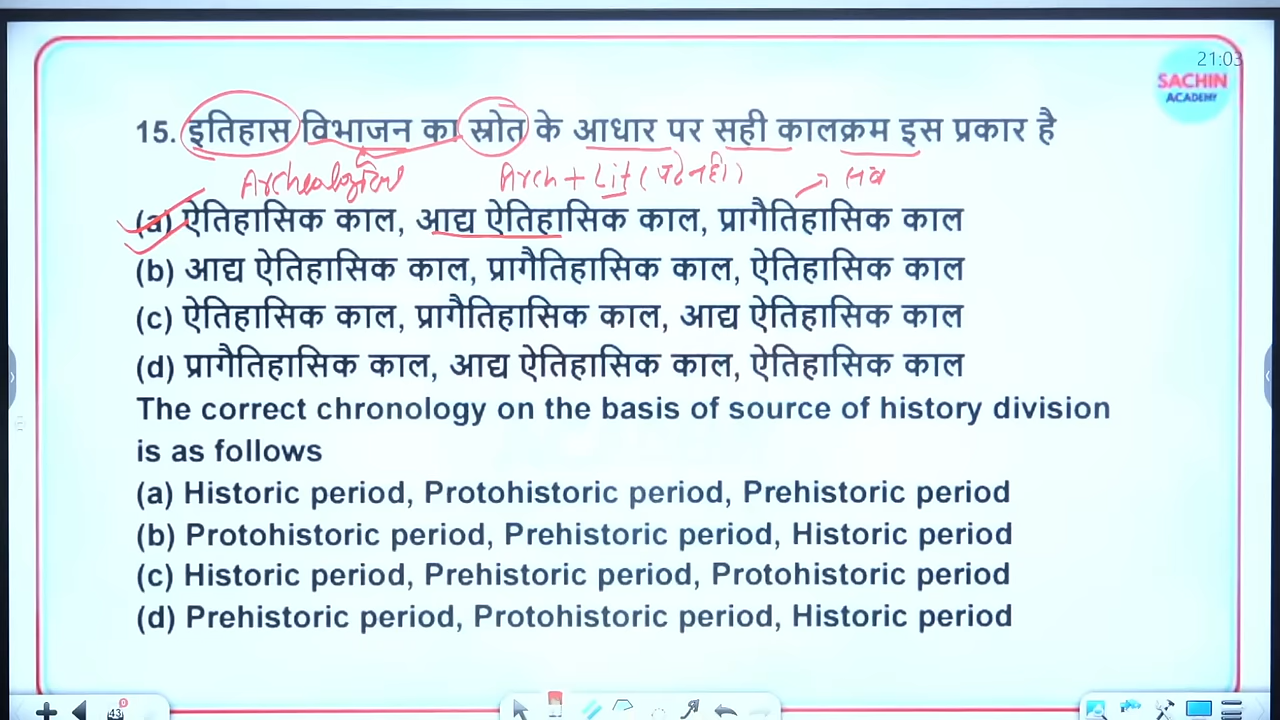 21:03
SACHIN
ACADEMY
15. इतिहास विभाजन का स्रोत के आधार पर सही कालक्रम इस प्रकार है
Arch + Lit (पढे नही)
(a) ऐतिहासिक काल, आद्य ऐतिहासिक काल, प्रागैतिहासिक काल
(b) आद्य ऐतिहासिक काल, प्रागैतिहासिक काल, ऐतिहासिक काल
(c) ऐतिहासिक काल, प्रागैतिहासिक काल, आद्य ऐतिहासिक काल
(d) प्रागैतिहासिक काल, आद्य ऐतिहासिक काल, ऐतिहासिक काल
The correct chronology on the basis of source of history division
is as follows
(a) Historic period, Protohistoric period, Prehistoric period
(b) Protohistoric period, Prehistoric period, Historic period
(c) Historic period, Prehistoric period, Protohistoric period
(d) Prehistoric period, Protohistoric period, Historic period
43